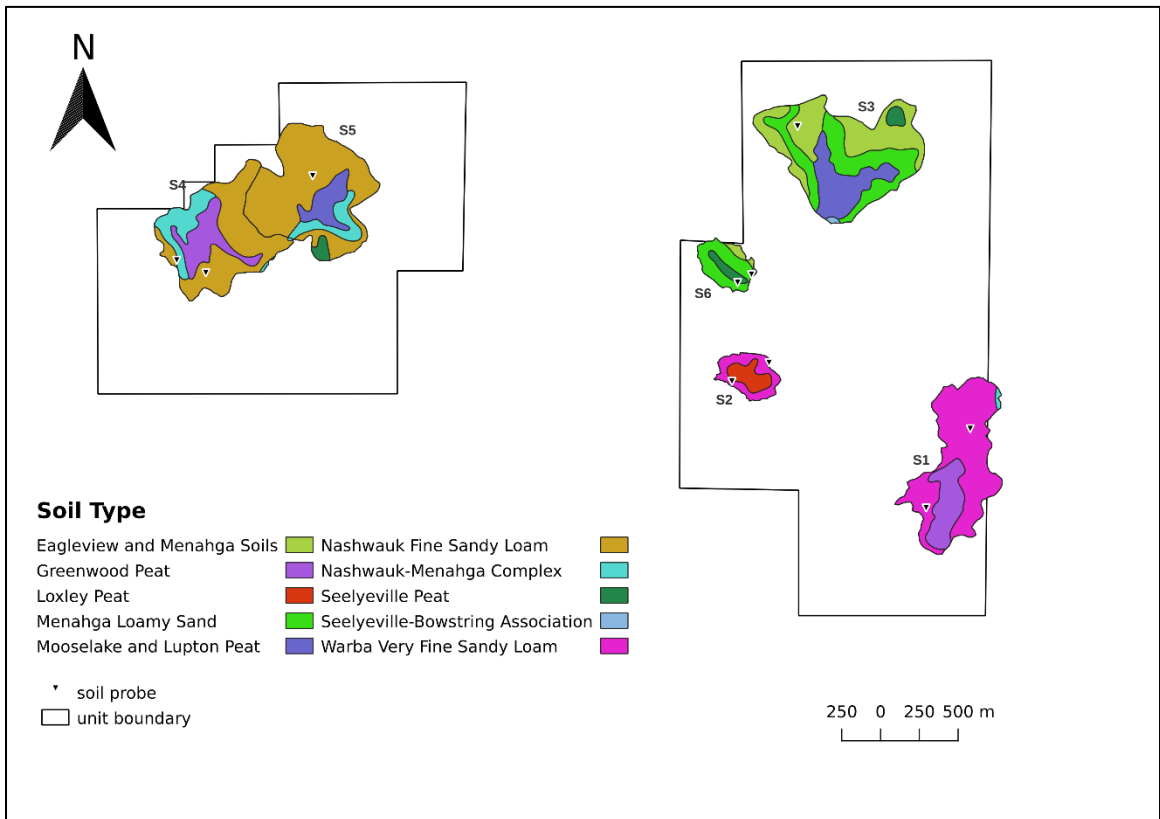 N
S5
S4
S3
S6
S2
S1
Soil Type
Eagleview and Menahga Soils Nashwauk Fine Sandy Loam
Greenwood Peat Nashwauk-Menahga Complex
Loxley Peat Seelyeville Peat
Menahga Loamy Sand Seelyeville-Bowstring Association
Mooselake and Lupton Peat Warba Very Fine Sandy Loam
soil probe
unit boundary
250 0 250 500 m